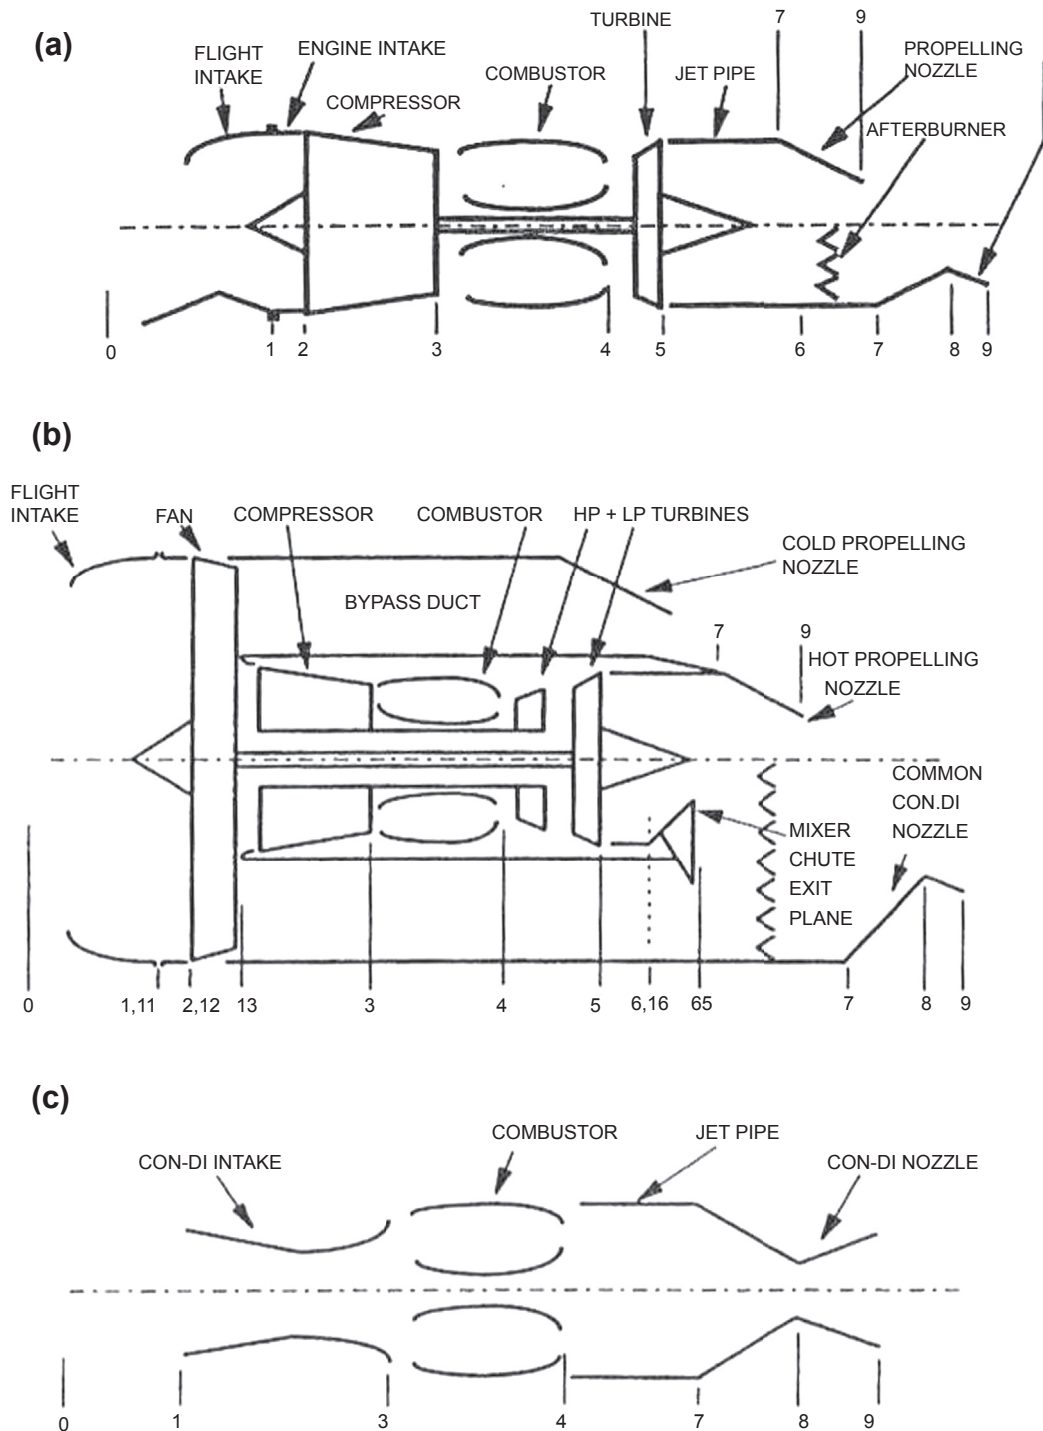 (a)
FLIGHT
INTAKE
ENGINE INTAKE
COMPRESSOR
COMBUSTOR
TURBINE
JET PIPE
7
9
PROPELLING
NOZZLE
AFTERBURNER
0
1
2
3
4
5
6
7
8
9
(b)
FLIGHT
INTAKE
FAN
COMPRESSOR
COMBUSTOR
HP + LP TURBINES
COLD PROPELLING
NOZZLE
BYPASS DUCT
7
9
HOT PROPELLING
NOZZLE
COMMON
CON.DI
NOZZLE
MIXER
CHUTE
EXIT
PLANE
0
1,11
2,12
13
3
4
5
6,16
65
7
8
9
(c)
CON-DI INTAKE
COMBUSTOR
JET PIPE
CON-DI NOZZLE
0
1
3
4
7
8
9